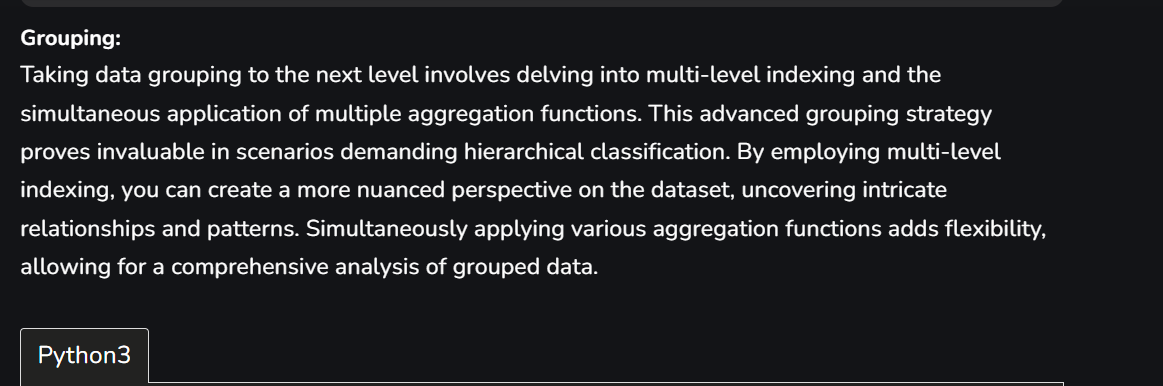 Grouping:
Taking data grouping to the next level involves delving into multi-level indexing and the
simultaneous application of multiple aggregation functions. This advanced grouping strategy
proves invaluable in scenarios demanding hierarchical classification. By employing multi-level
indexing, you can create a more nuanced perspective on the dataset, uncovering intricate
relationships and patterns. Simultaneously applying various aggregation functions adds flexibility,
allowing for a comprehensive analysis of grouped data.
Python3